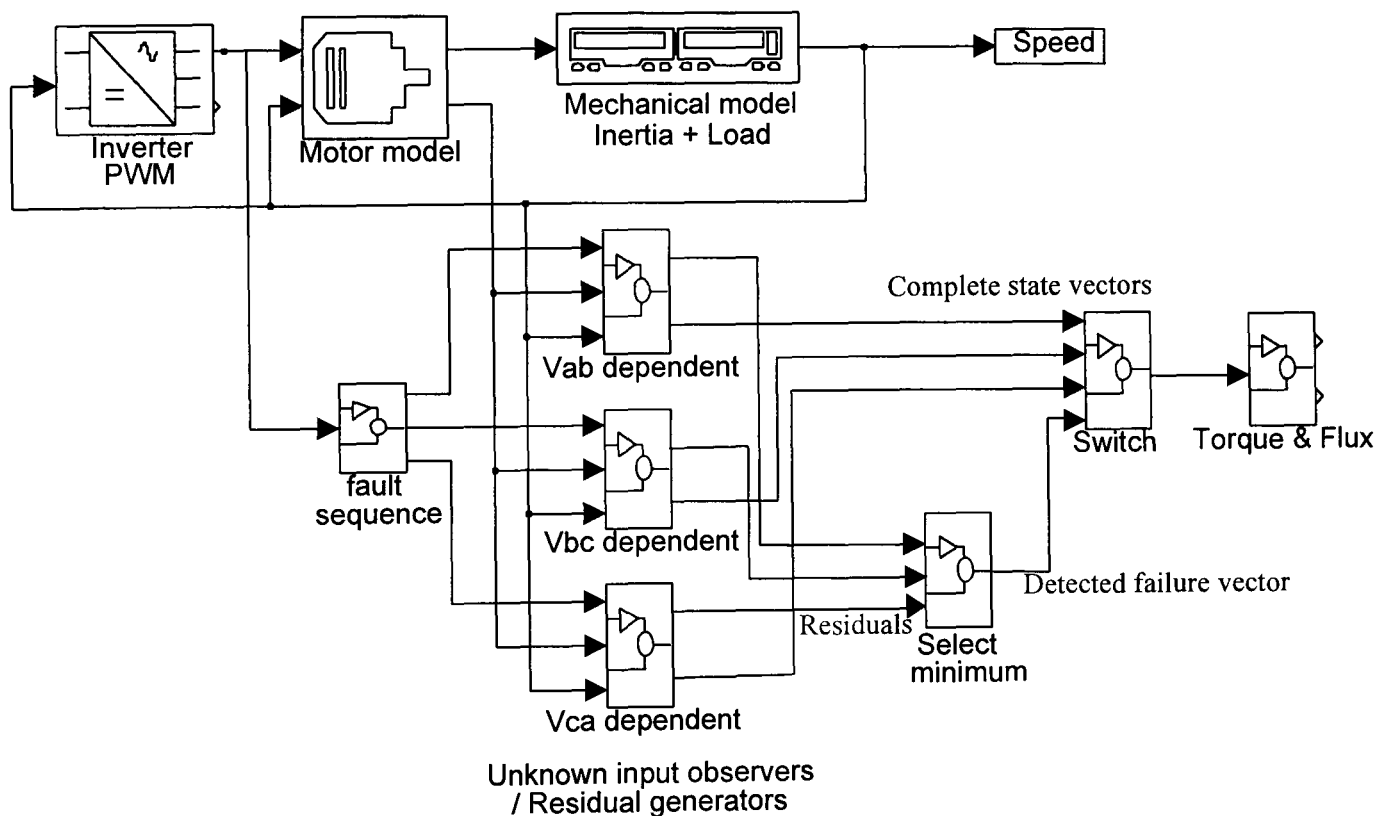 Speed
Inverter
PWM
Motor model
Mechanical model
Inertia + Load
Vab dependent
Complete state vectors
Switch
Torque & Flux
fault
sequence
Vbc dependent
Detected failure vector
Residuals
Select
minimum
Vca dependent
Unknown input observers
/ Residual generators